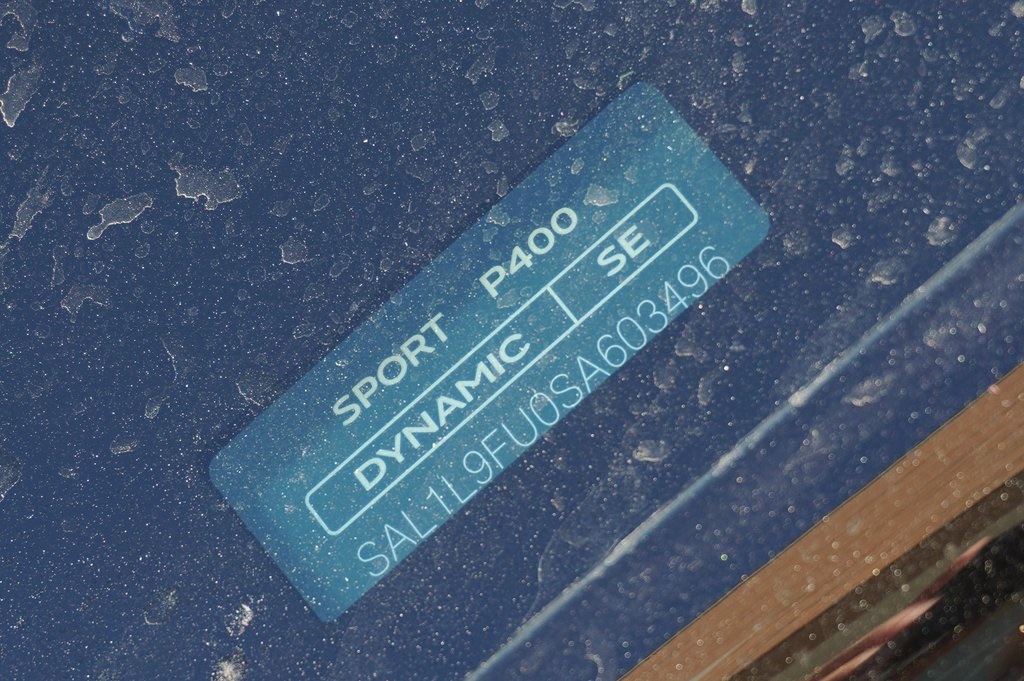 SPORT P400
DYNAMIC SE
SAL1L9FU0SA603496